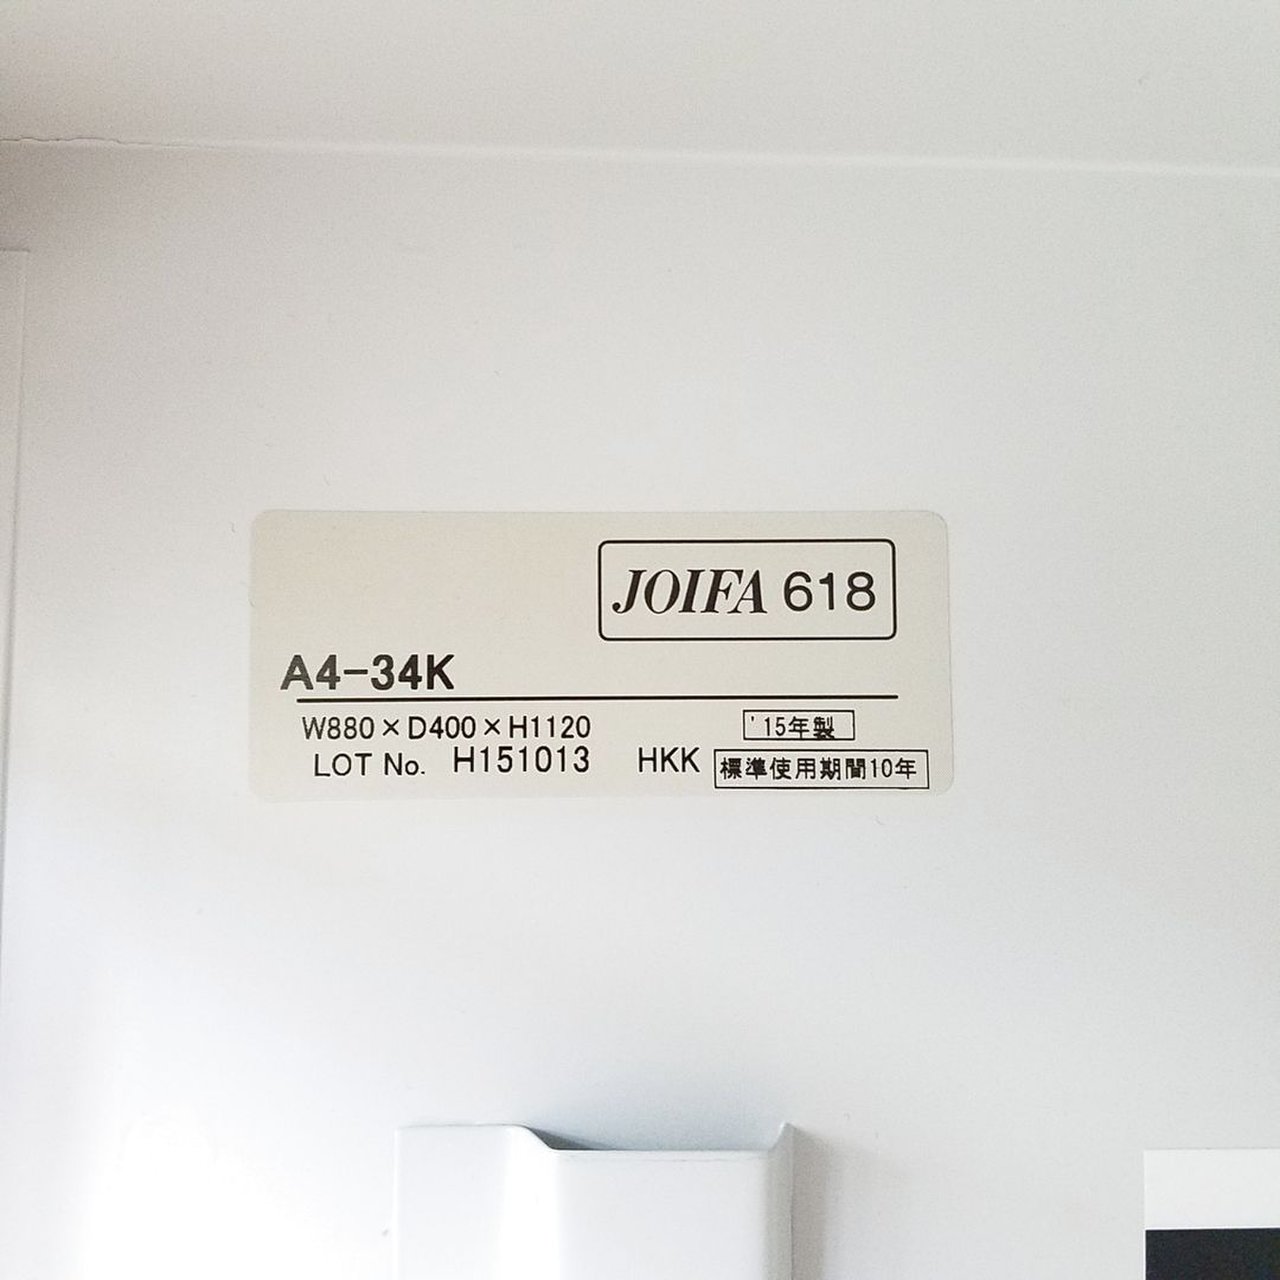 JOIFA 618
A4-34K
W880×D400×H1120
'15年製
LOT No. H151013 HKK
標準使用期間10年